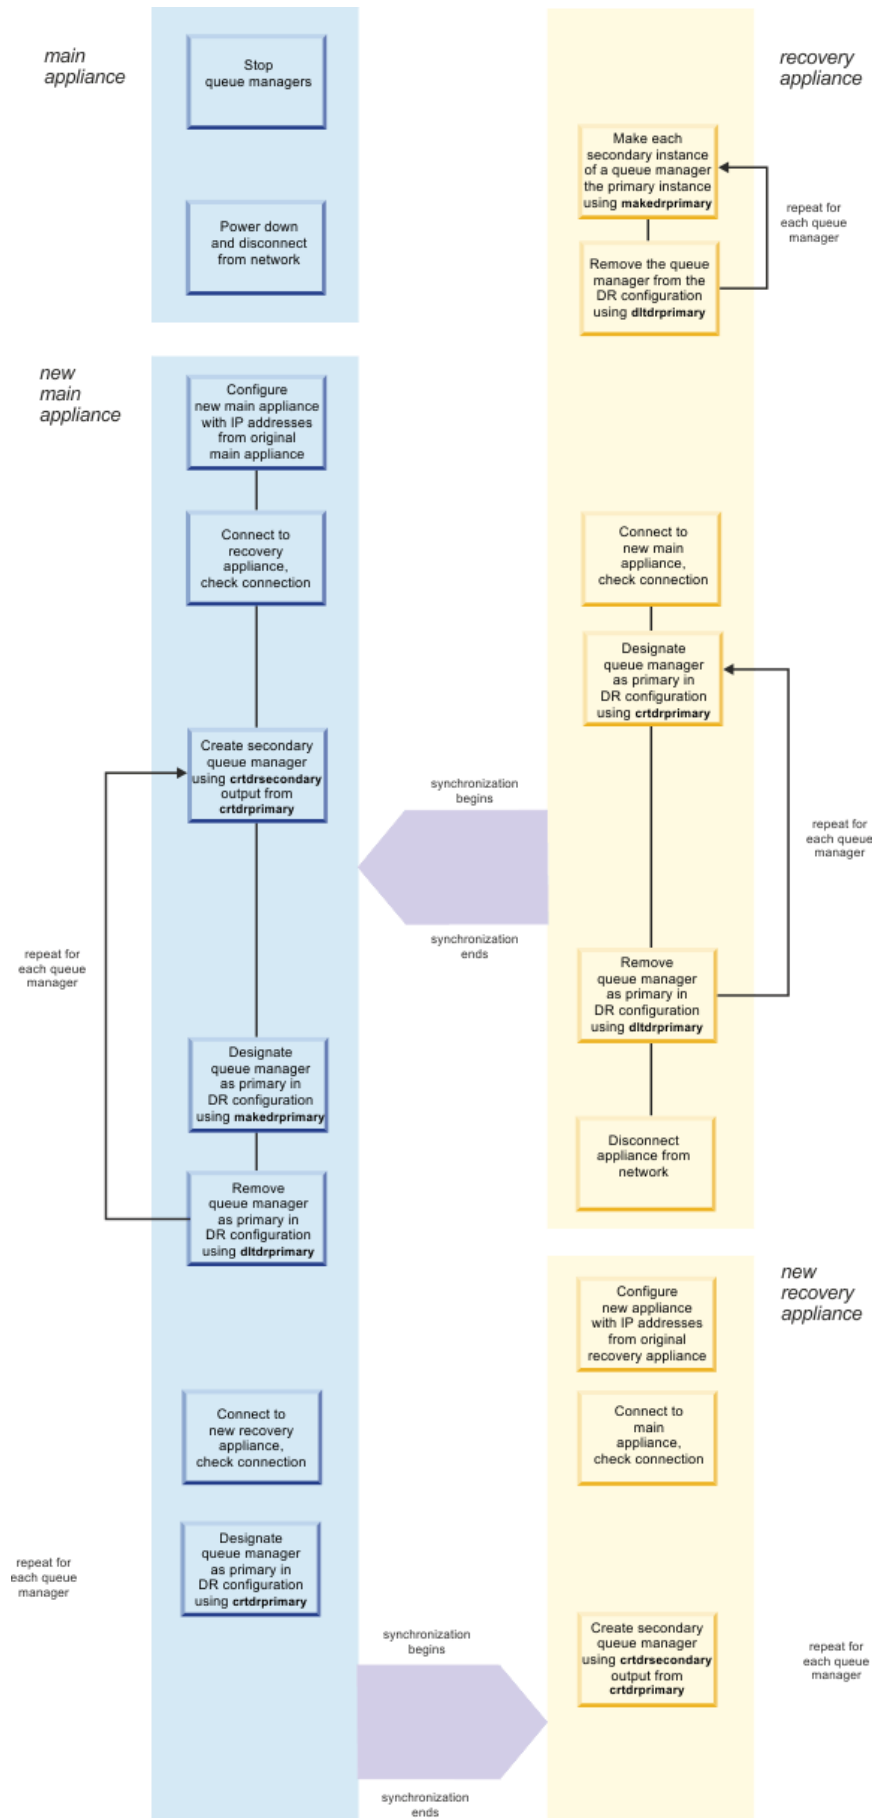 main
appliance
Stop
queue managers
recovery
appliance
Make each
secondary instance
of a queue manager
the primary instance
using makedrprimary
repeat for
each queue
manager
Power down
and disconnect
from network
Remove the queue
manager from the
DR configuration
using dltdrprimary
new
main
appliance
Configure
new main appliance
with IP addresses
from original
main appliance
Connect to
recovery
appliance,
check connection
Connect to
new main
appliance,
check connection
Designate
queue manager
as primary in
DR configuration
using crtdrprimary
Create secondary
queue manager
using crtdrsecondary
output from
crtdrprimary
synchronization
begins
repeat for
each queue
manager
synchronization
ends
repeat for
each queue
manager
Remove
queue manager
as primary in
DR configuration
using dltdrprimary
Designate
queue manager
as primary in
DR configuration
using makedrprimary
Disconnect
appliance from
network
Remove
queue manager
as primary in
DR configuration
using dltdrprimary
new
recovery
appliance
Configure
new appliance
with IP addresses
from original
recovery appliance
Connect to
new recovery
appliance,
check connection
Connect to
main
appliance,
check connection
repeat for
each queue
manager
Designate
queue manager
as primary in
DR configuration
using crtdrprimary
synchronization
begins
Create secondary
queue manager
using crtdrsecondary
output from
crtdrprimary
repeat for
each queue
manager
synchronization
ends